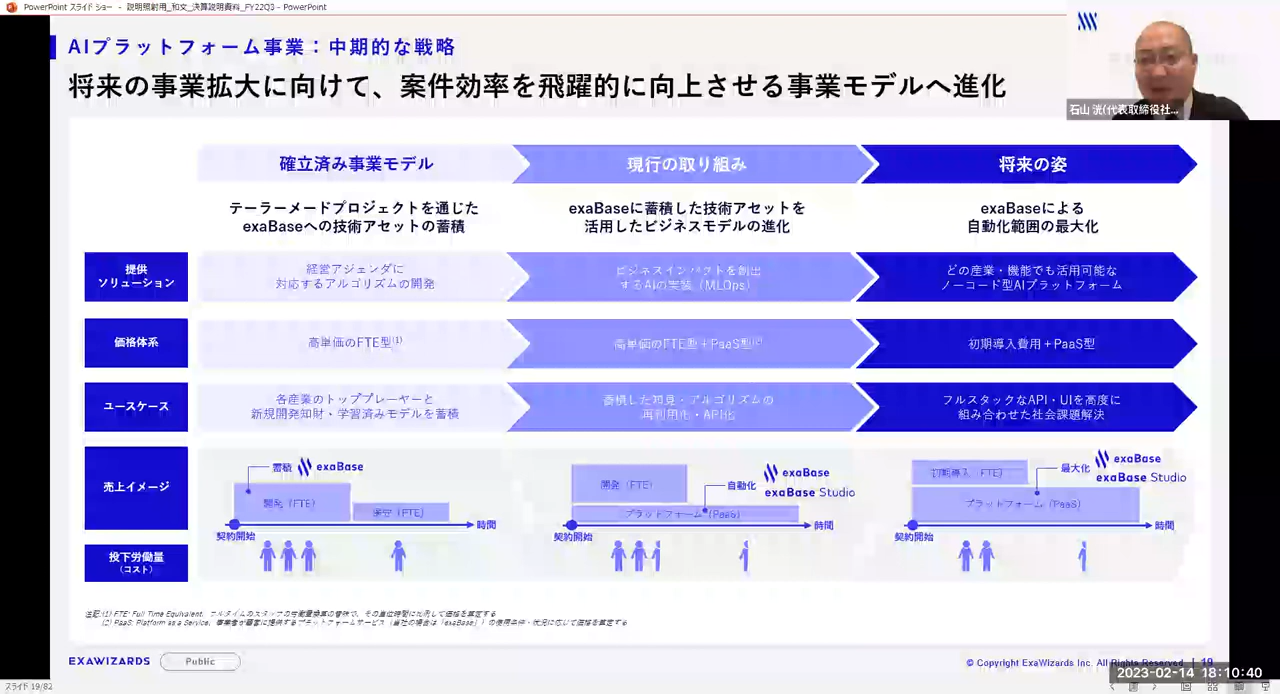 PowerPoint スライド ショー - 説明照射用_和文_決算説明資料_FY22Q3 - PowerPoint
AIプラットフォーム事業：中期的な戦略
将来の事業拡大に向けて、案件効率を飛躍的に向上させる事業モデルへ進化
石山 洸(代表取締役社...
確立済み事業モデル
現行の取り組み
将来の姿
テーラーメードプロジェクトを通じた
exaBaseへの技術アセットの蓄積
exaBaseに蓄積した技術アセットを
活用したビジネスモデルの進化
exaBaseによる
自動化範囲の最大化
提供
ソリューション
経営アジェンダに
対応するアルゴリズムの開発
ビジネスインパクトを創出
するAIの実装（MLOps）
どの産業・機能でも活用可能な
ノーコード型AIプラットフォーム
価格体系
高単価のFTE型(1)
高単価のFTE型＋PaaS型(2)
初期導入費用＋PaaS型
ユースケース
各産業のトッププレーヤーと
新規開発知財・学習済みモデルを蓄積
蓄積した知見・アルゴリズムの
再利用化・API化
フルスタックなAPI・UIを高度に
組み合わせた社会課題解決
売上イメージ
蓄積 exaBase
開発（FTE）
保守（FTE）
時間
契約開始
exaBase
exaBase Studio
自動化
開発（FTE）
プラットフォーム（PaaS）
時間
契約開始
exaBase
exaBase Studio
最大化
初期導入（FTE）
プラットフォーム（PaaS）
時間
契約開始
投下労働量
（コスト）
注記:(1) FTE: Full Time Equivalent、フルタイムのスタッフの労働量換算の意味で、その単位時間に比例して価格を算定する
(2) PaaS: Platform as a Service、事業者が顧客に提供するプラットフォームサービス（当社の場合は「exaBase」）の使用条件・状況に応じて価格を算定する
EXAWIZARDS
Public
© Copyright ExaWizards Inc. All Rights Reserved | 19
2023-02-14 18:10:40
スライド 19/82